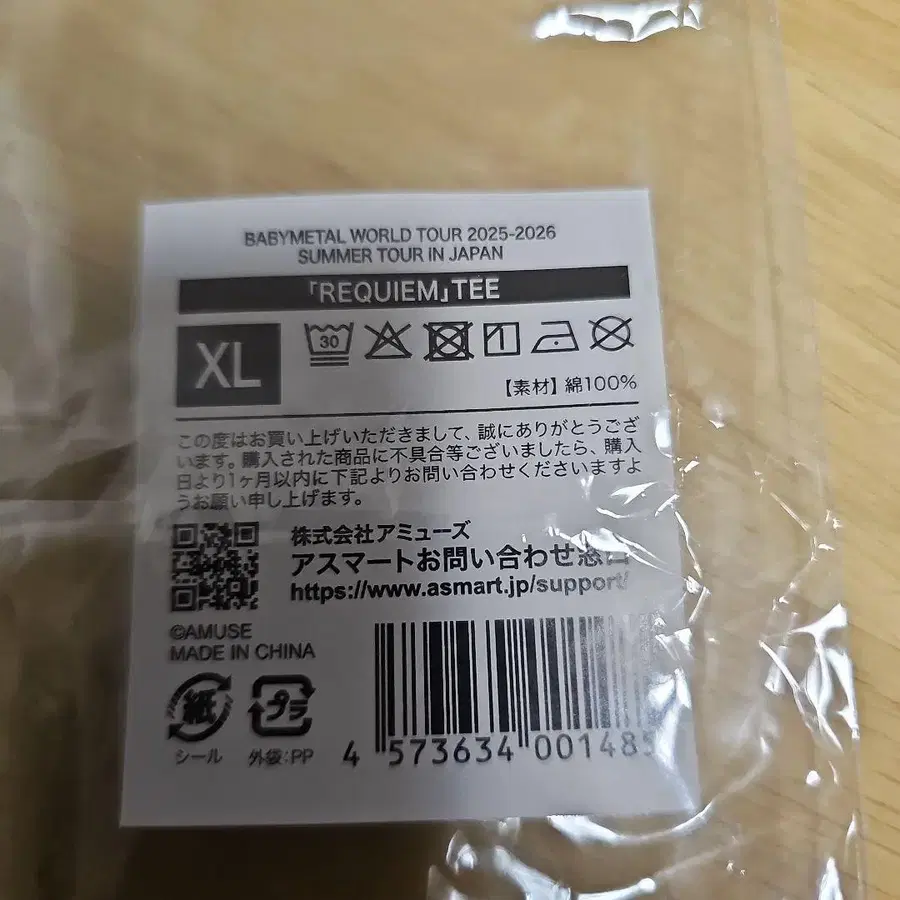 BABYMETAL WORLD TOUR 2025-2026
SUMMER TOUR IN JAPAN
「REQUIEM」TEE
XL
30
【素材】綿100%
この度はお買い上げいただきまして、誠にありがとうござ
います。購入された商品に不具合等ございましたら、購入
日より1ヶ月以内に下記よりお問い合わせくださいますよ
うお願い申し上げます。
株式会社アミューズ
アスマートお問い合わせ窓口
https://www.asmart.jp/support/
©AMUSE
MADE IN CHINA
紙
プラ
シール
外袋:PP
4 573634